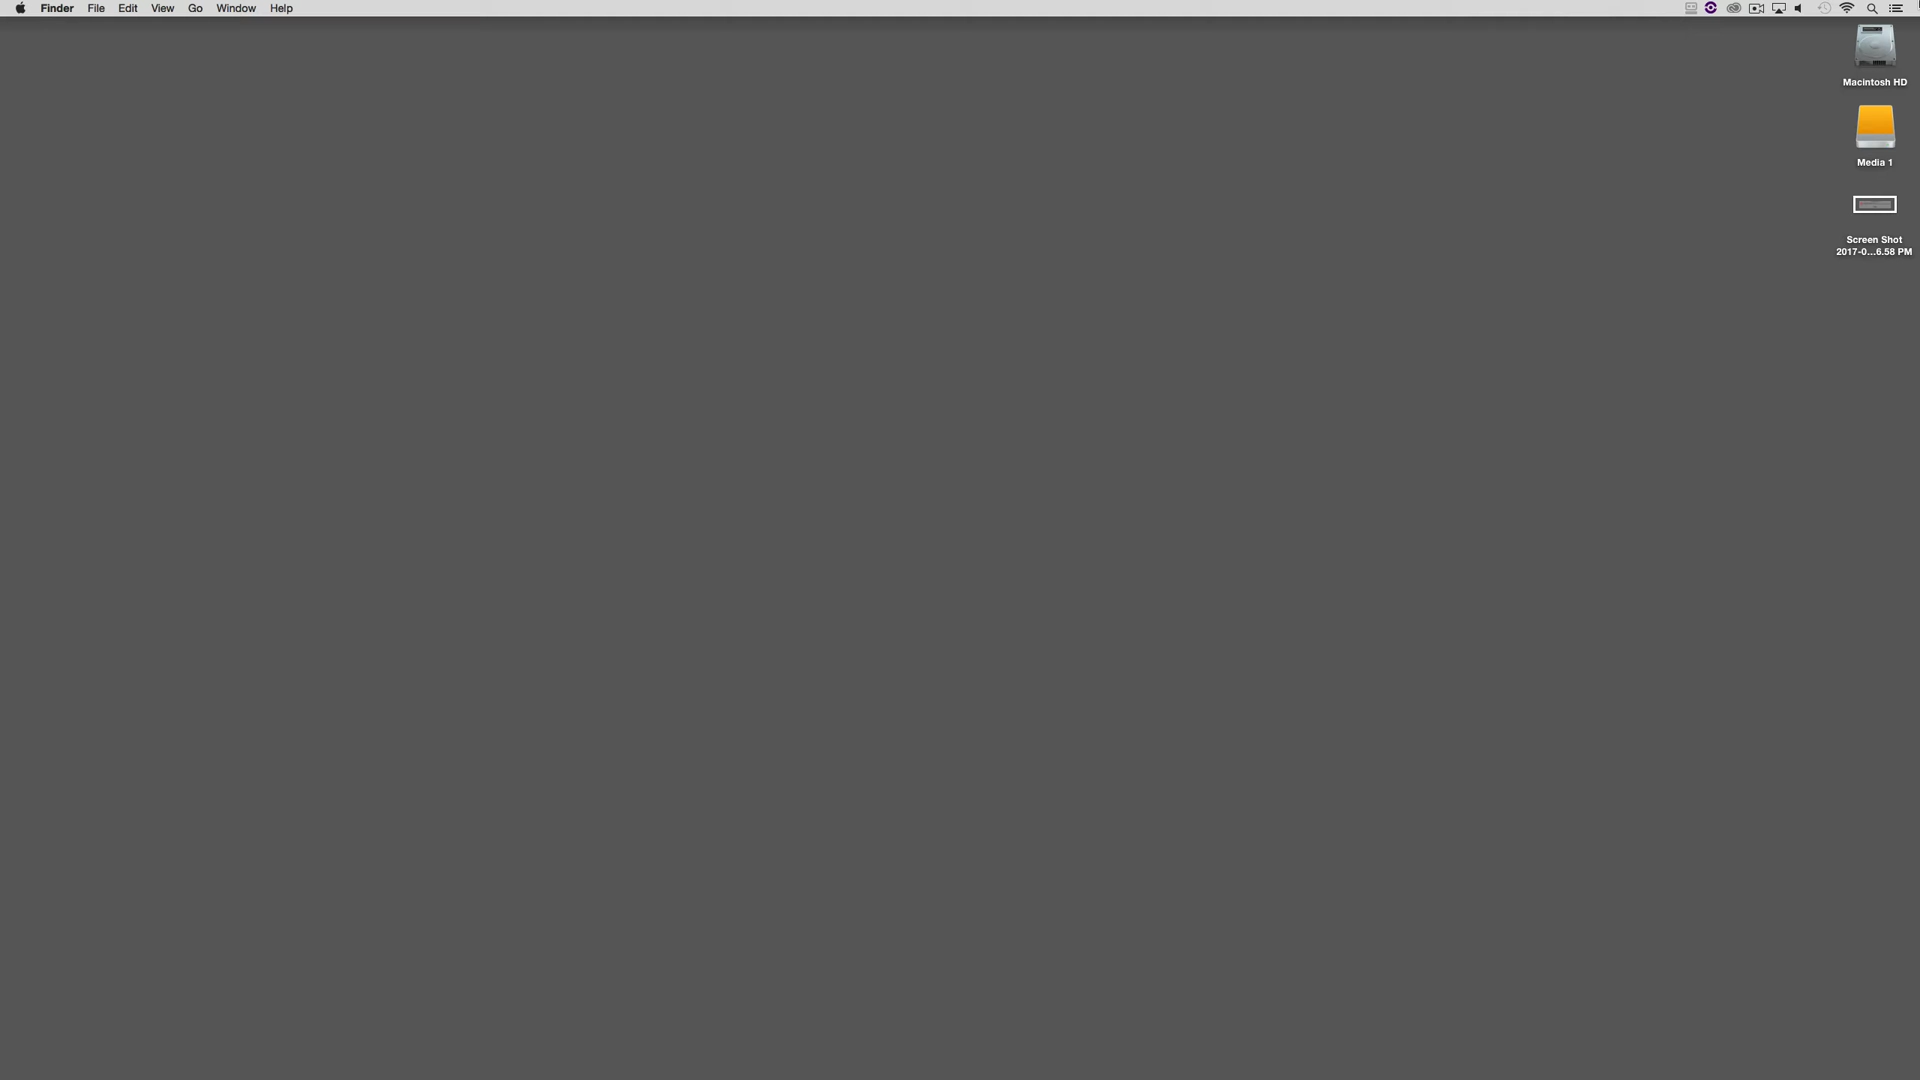 Finder File Edit View Go Window Help
Macintosh HD
Media 1
Screen Shot
2017-0...6.58 PM